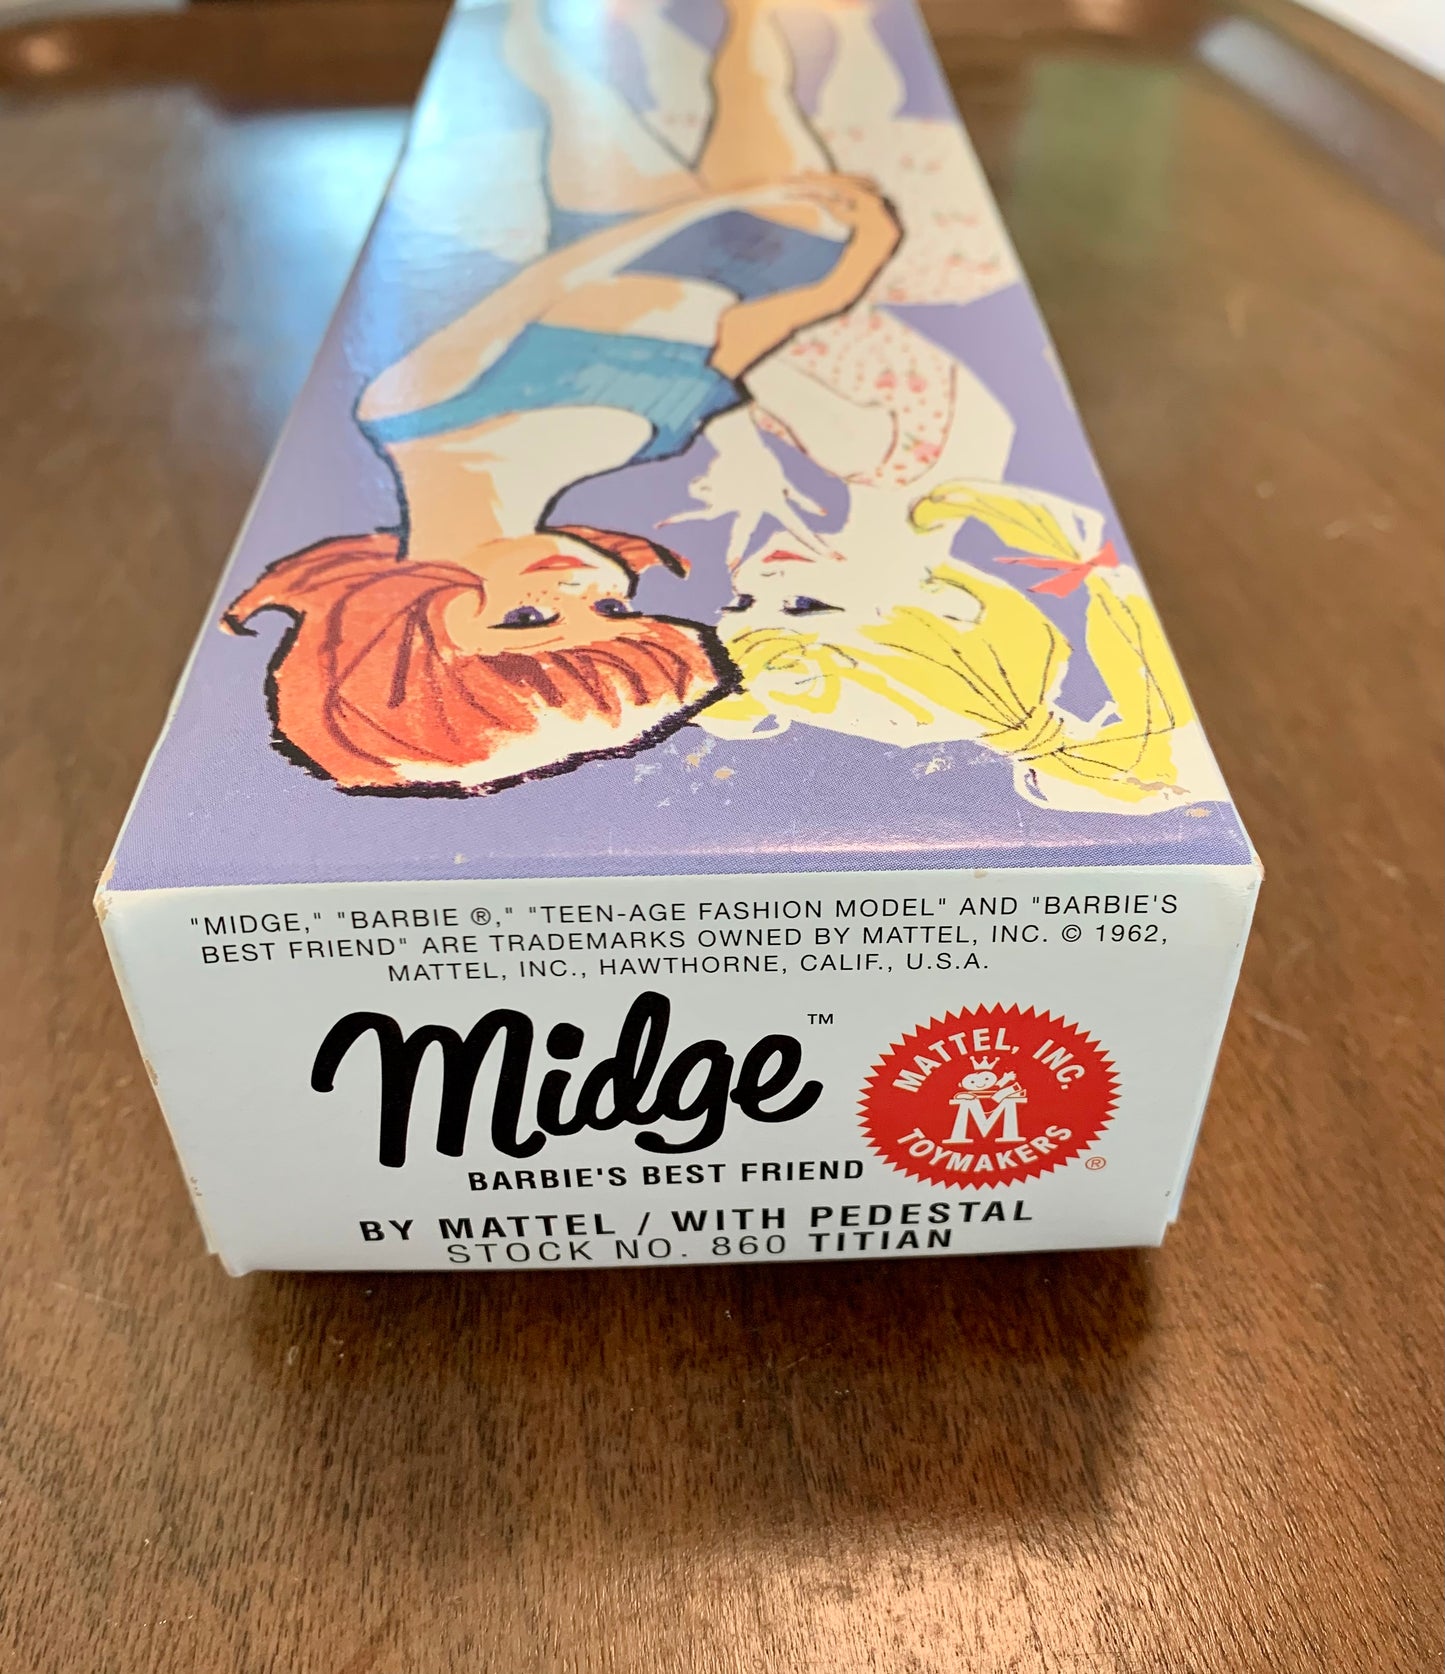 "MIDGE," "BARBIE ®," "TEEN-AGE FASHION MODEL" AND "BARBIE'S
BEST FRIEND" ARE TRADEMARKS OWNED BY MATTEL, INC. © 1962,
MATTEL, INC., HAWTHORNE, CALIF., U.S.A.
Midge™
BARBIE'S BEST FRIEND
MATTEL, INC.
M
TOYMAKERS
®
BY MATTEL / WITH PEDESTAL
STOCK NO. 860 TITIAN